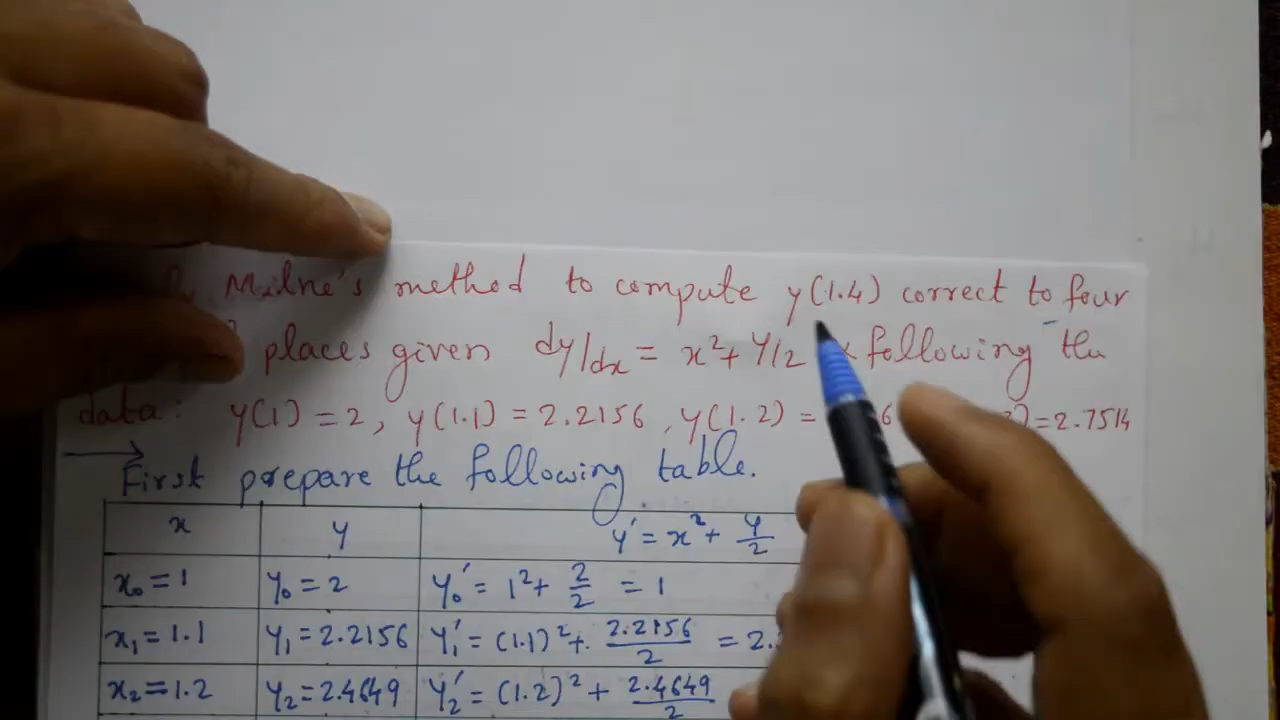 Milne's method to compute y(1.4) correct to four
places given dy/dx = x²+ y/2 & following the
data: y(1) = 2, y(1.1) = 2.2156, y(1.2) = =2.7514
First prepare the following table.
x y y' = x²+ y/2
x₀=1 y₀=2 y₀' = 1²+ 2/2 = 1
x₁=1.1 y₁=2.2156 y₁' = (1.1)²+ 2.2156/2 = 2.
x₂=1.2 y₂=2.4649 y₂' = (1.2)² + 2.4649/2